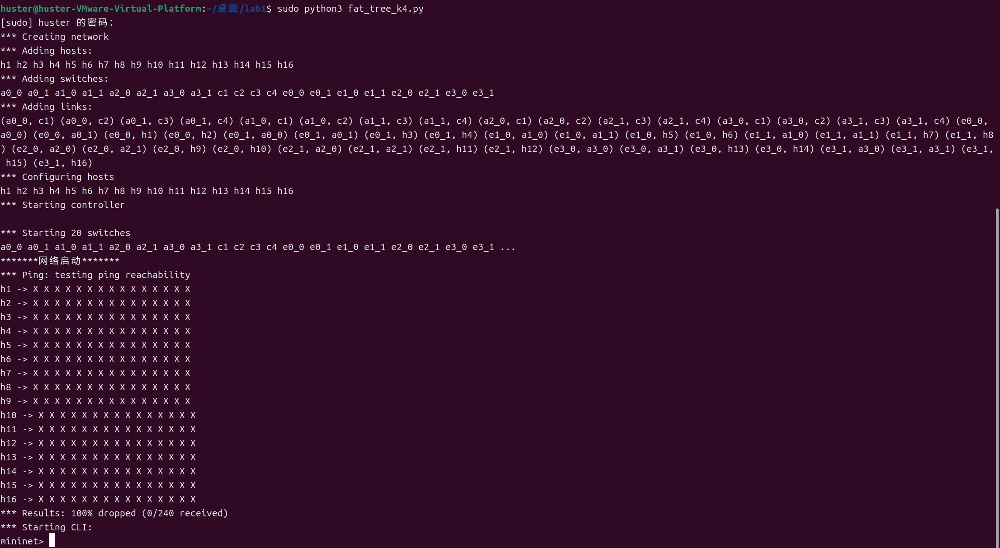 huster@huster-VMware-Virtual-Platform:~/桌面/lab1$ sudo python3 fat_tree_k4.py
[sudo] huster 的密码：
*** Creating network
*** Adding hosts:
h1 h2 h3 h4 h5 h6 h7 h8 h9 h10 h11 h12 h13 h14 h15 h16
*** Adding switches:
a0_0 a0_1 a1_0 a1_1 a2_0 a2_1 a3_0 a3_1 c1 c2 c3 c4 e0_0 e0_1 e1_0 e1_1 e2_0 e2_1 e3_0 e3_1
*** Adding links:
(a0_0, c1) (a0_0, c2) (a0_1, c3) (a0_1, c4) (a1_0, c1) (a1_0, c2) (a1_1, c3) (a1_1, c4) (a2_0, c1) (a2_0, c2) (a2_1, c3) (a2_1, c4) (a3_0, c1) (a3_0, c2) (a3_1, c3) (a3_1, c4) (e0_0,
a0_0) (e0_0, a0_1) (e0_0, h1) (e0_0, h2) (e0_1, a0_0) (e0_1, a0_1) (e0_1, h3) (e0_1, h4) (e1_0, a1_0) (e1_0, a1_1) (e1_0, h5) (e1_0, h6) (e1_1, a1_0) (e1_1, a1_1) (e1_1, h7) (e1_1, h8
) (e2_0, a2_0) (e2_0, a2_1) (e2_0, h9) (e2_0, h10) (e2_1, a2_0) (e2_1, a2_1) (e2_1, h11) (e2_1, h12) (e3_0, a3_0) (e3_0, a3_1) (e3_0, h13) (e3_0, h14) (e3_1, a3_0) (e3_1, a3_1) (e3_1,
h15) (e3_1, h16)
*** Configuring hosts
h1 h2 h3 h4 h5 h6 h7 h8 h9 h10 h11 h12 h13 h14 h15 h16
*** Starting controller
*** Starting 20 switches
a0_0 a0_1 a1_0 a1_1 a2_0 a2_1 a3_0 a3_1 c1 c2 c3 c4 e0_0 e0_1 e1_0 e1_1 e2_0 e2_1 e3_0 e3_1 ...
*******网络启动*******
*** Ping: testing ping reachability
h1 -> X X X X X X X X X X X X X X X
h2 -> X X X X X X X X X X X X X X X
h3 -> X X X X X X X X X X X X X X X
h4 -> X X X X X X X X X X X X X X X
h5 -> X X X X X X X X X X X X X X X
h6 -> X X X X X X X X X X X X X X X
h7 -> X X X X X X X X X X X X X X X
h8 -> X X X X X X X X X X X X X X X
h9 -> X X X X X X X X X X X X X X X
h10 -> X X X X X X X X X X X X X X X
h11 -> X X X X X X X X X X X X X X X
h12 -> X X X X X X X X X X X X X X X
h13 -> X X X X X X X X X X X X X X X
h14 -> X X X X X X X X X X X X X X X
h15 -> X X X X X X X X X X X X X X X
h16 -> X X X X X X X X X X X X X X X
*** Results: 100% dropped (0/240 received)
*** Starting CLI:
mininet>